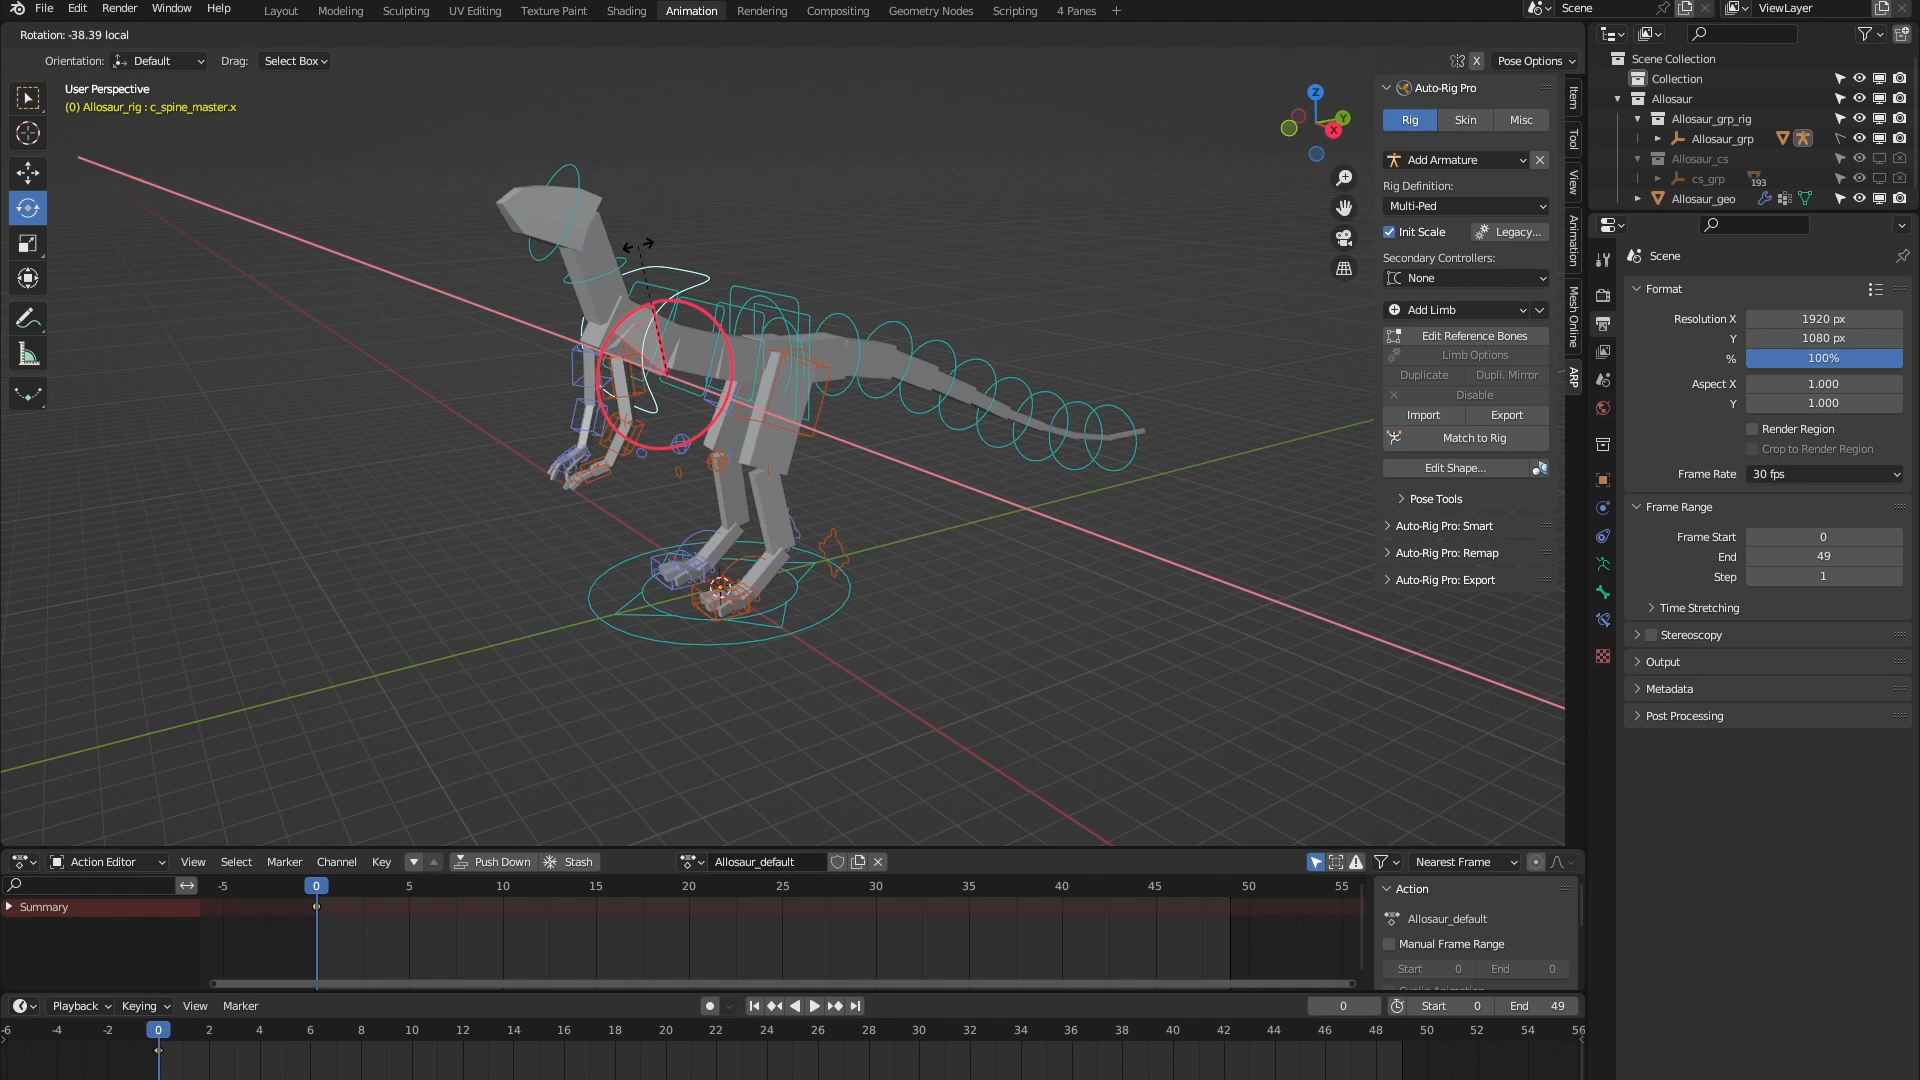 File Edit Render Window Help Layout Modeling Sculpting UV Editing Texture Paint Shading Animation Rendering Compositing Geometry Nodes Scripting 4 Panes + Scene ViewLayer
Rotation: -38.39 local
Orientation: Default Drag: Select Box X Pose Options
User Perspective
(0) Allosaur_rig : c_spine_master.x
Z
Y
X
Auto-Rig Pro
Rig Skin Misc
Add Armature
Rig Definition:
Multi-Ped
Init Scale Legacy...
Secondary Controllers:
None
Add Limb
Edit Reference Bones
Limb Options
Duplicate Dupli. Mirror
Disable
Import Export
Match to Rig
Edit Shape...
Pose Tools
Auto-Rig Pro: Smart
Auto-Rig Pro: Remap
Auto-Rig Pro: Export
Item
Tool
View
Animation
Mesh Online
ARP
Scene Collection
Collection
Allosaur
Allosaur_grp_rig
Allosaur_grp
Allosaur_cs
cs_grp 193
Allosaur_geo
Scene
Format
Resolution X 1920 px
Y 1080 px
% 100%
Aspect X 1.000
Y 1.000
Render Region
Crop to Render Region
Frame Rate 30 fps
Frame Range
Frame Start 0
End 49
Step 1
Time Stretching
Stereoscopy
Output
Metadata
Post Processing
Action Editor View Select Marker Channel Key Push Down Stash Allosaur_default Nearest Frame
-5 0 5 10 15 20 25 30 35 40 45 50 55
Summary
Action
Allosaur_default
Manual Frame Range
Start 0 End 0
Playback Keying View Marker 0 Start 0 End 49
-6 -4 -2 0 2 4 6 8 10 12 14 16 18 20 22 24 26 28 30 32 34 36 38 40 42 44 46 48 50 52 54 56